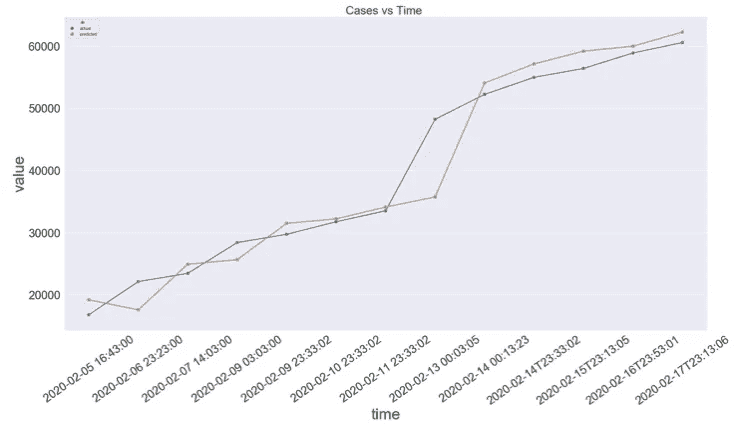 Cases vs Time
actual
predicted
60000
50000
40000
30000
20000
value
2020-02-05 16:43:00
2020-02-06 23:23:00
2020-02-07 14:03:00
2020-02-09 03:03:00
2020-02-09 23:33:02
2020-02-10 23:33:02
2020-02-11 23:33:02
2020-02-13 00:03:05
2020-02-14 00:13:23
2020-02-14T23:33:02
2020-02-15T23:13:05
2020-02-16T23:53:01
2020-02-17T23:13:06
time